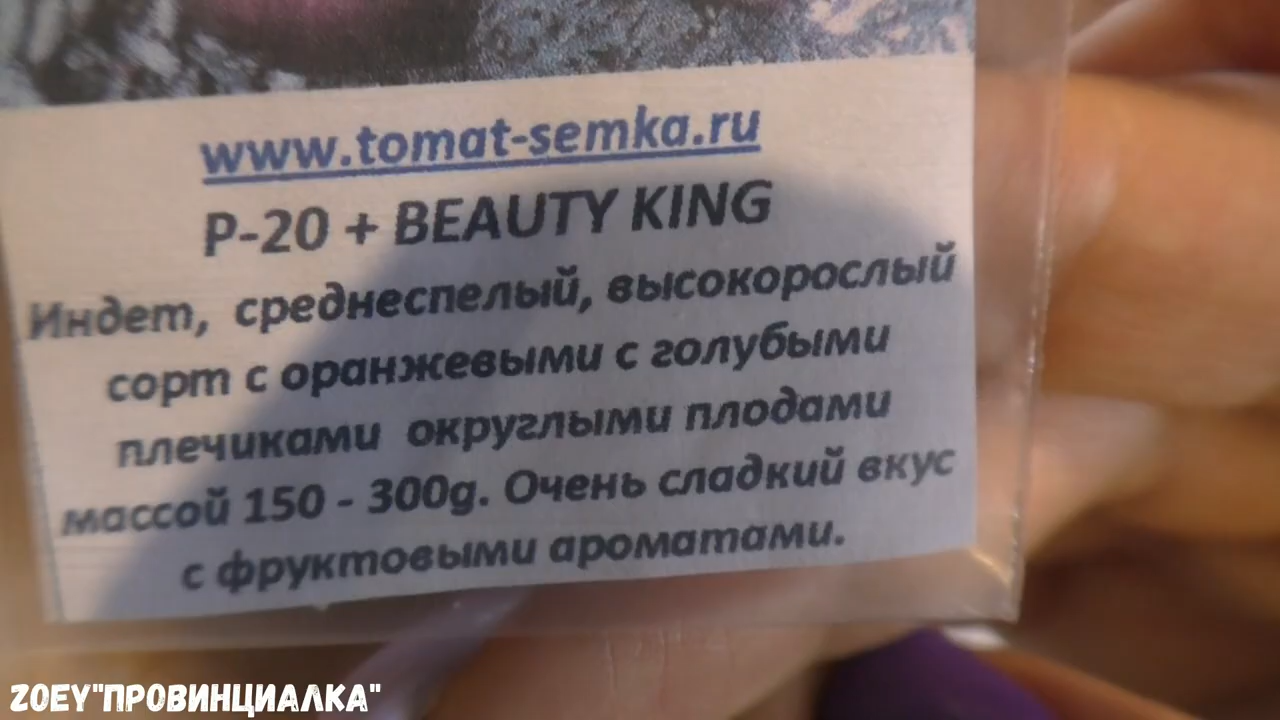 www.tomat-semka.ru
P-20 + BEAUTY KING
Индет, среднеспелый, высокорослый
сорт с оранжевыми с голубыми
плечиками округлыми плодами
массой 150 - 300g. Очень сладкий вкус
с фруктовыми ароматами.
ZOEY"ПРОВИНЦИАЛКА"